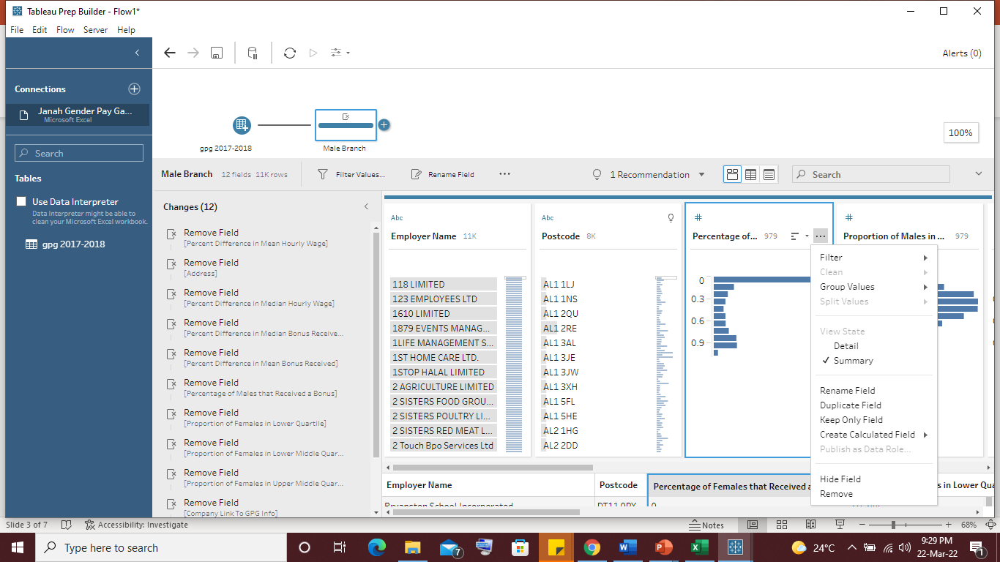 Tableau Prep Builder - Flow1*
File Edit Flow Server Help
Alerts (0)
Connections
Janah Gender Pay Ga...
Microsoft Excel
Search
Tables
Use Data Interpreter
Data Interpreter might be able to
clean your Microsoft Excel workbook.
gpg 2017-2018
gpg 2017-2018
Male Branch
100%
Male Branch 12 fields 11K rows
Filter Values...
Rename Field
1 Recommendation
Search
Changes (12)
Remove Field
[Percent Difference in Mean Hourly Wage]
Remove Field
[Address]
Remove Field
[Percent Difference in Median Hourly Wage]
Remove Field
[Percent Difference in Median Bonus Receive...
Remove Field
[Percent Difference in Mean Bonus Received]
Remove Field
[Percentage of Males that Received a Bonus]
Remove Field
[Proportion of Females in Lower Quartile]
Remove Field
[Proportion of Females in Lower Middle Quar...
Remove Field
[Proportion of Females in Upper Middle Quar...
Remove Field
[Company Link To GPG Info]
Abc
Employer Name 11K
118 LIMITED
123 EMPLOYEES LTD
1610 LIMITED
1879 EVENTS MANAG...
1LIFE MANAGEMENT S...
1ST HOME CARE LTD.
1STOP HALAL LIMITED
2 AGRICULTURE LIMITED
2 SISTERS FOOD GROU...
2 SISTERS POULTRY LI...
2 SISTERS RED MEAT L...
2 Touch Bpo Services Ltd
Abc
Postcode 8K
AL1 1LJ
AL1 1NS
AL1 2QU
AL1 2RE
AL1 3AL
AL1 3JE
AL1 3JW
AL1 3XH
AL1 5FL
AL1 5HE
AL2 1HG
AL2 2DD
#
Percentage of... 979
0
0.3
0.6
0.9
#
Proportion of Males in ... 979
Filter
Clean
Group Values
Split Values
View State
Detail
Summary
Rename Field
Duplicate Field
Keep Only Field
Create Calculated Field
Publish as Data Role...
Hide Field
Remove
Employer Name Postcode Percentage of Females that Received a s in Lower Qua
Bryanston School Incorporated DT11 0PX 0
Slide 3 of 7 Accessibility: Investigate Notes 68%
Type here to search
7
24°C
9:29 PM
22-Mar-22
1